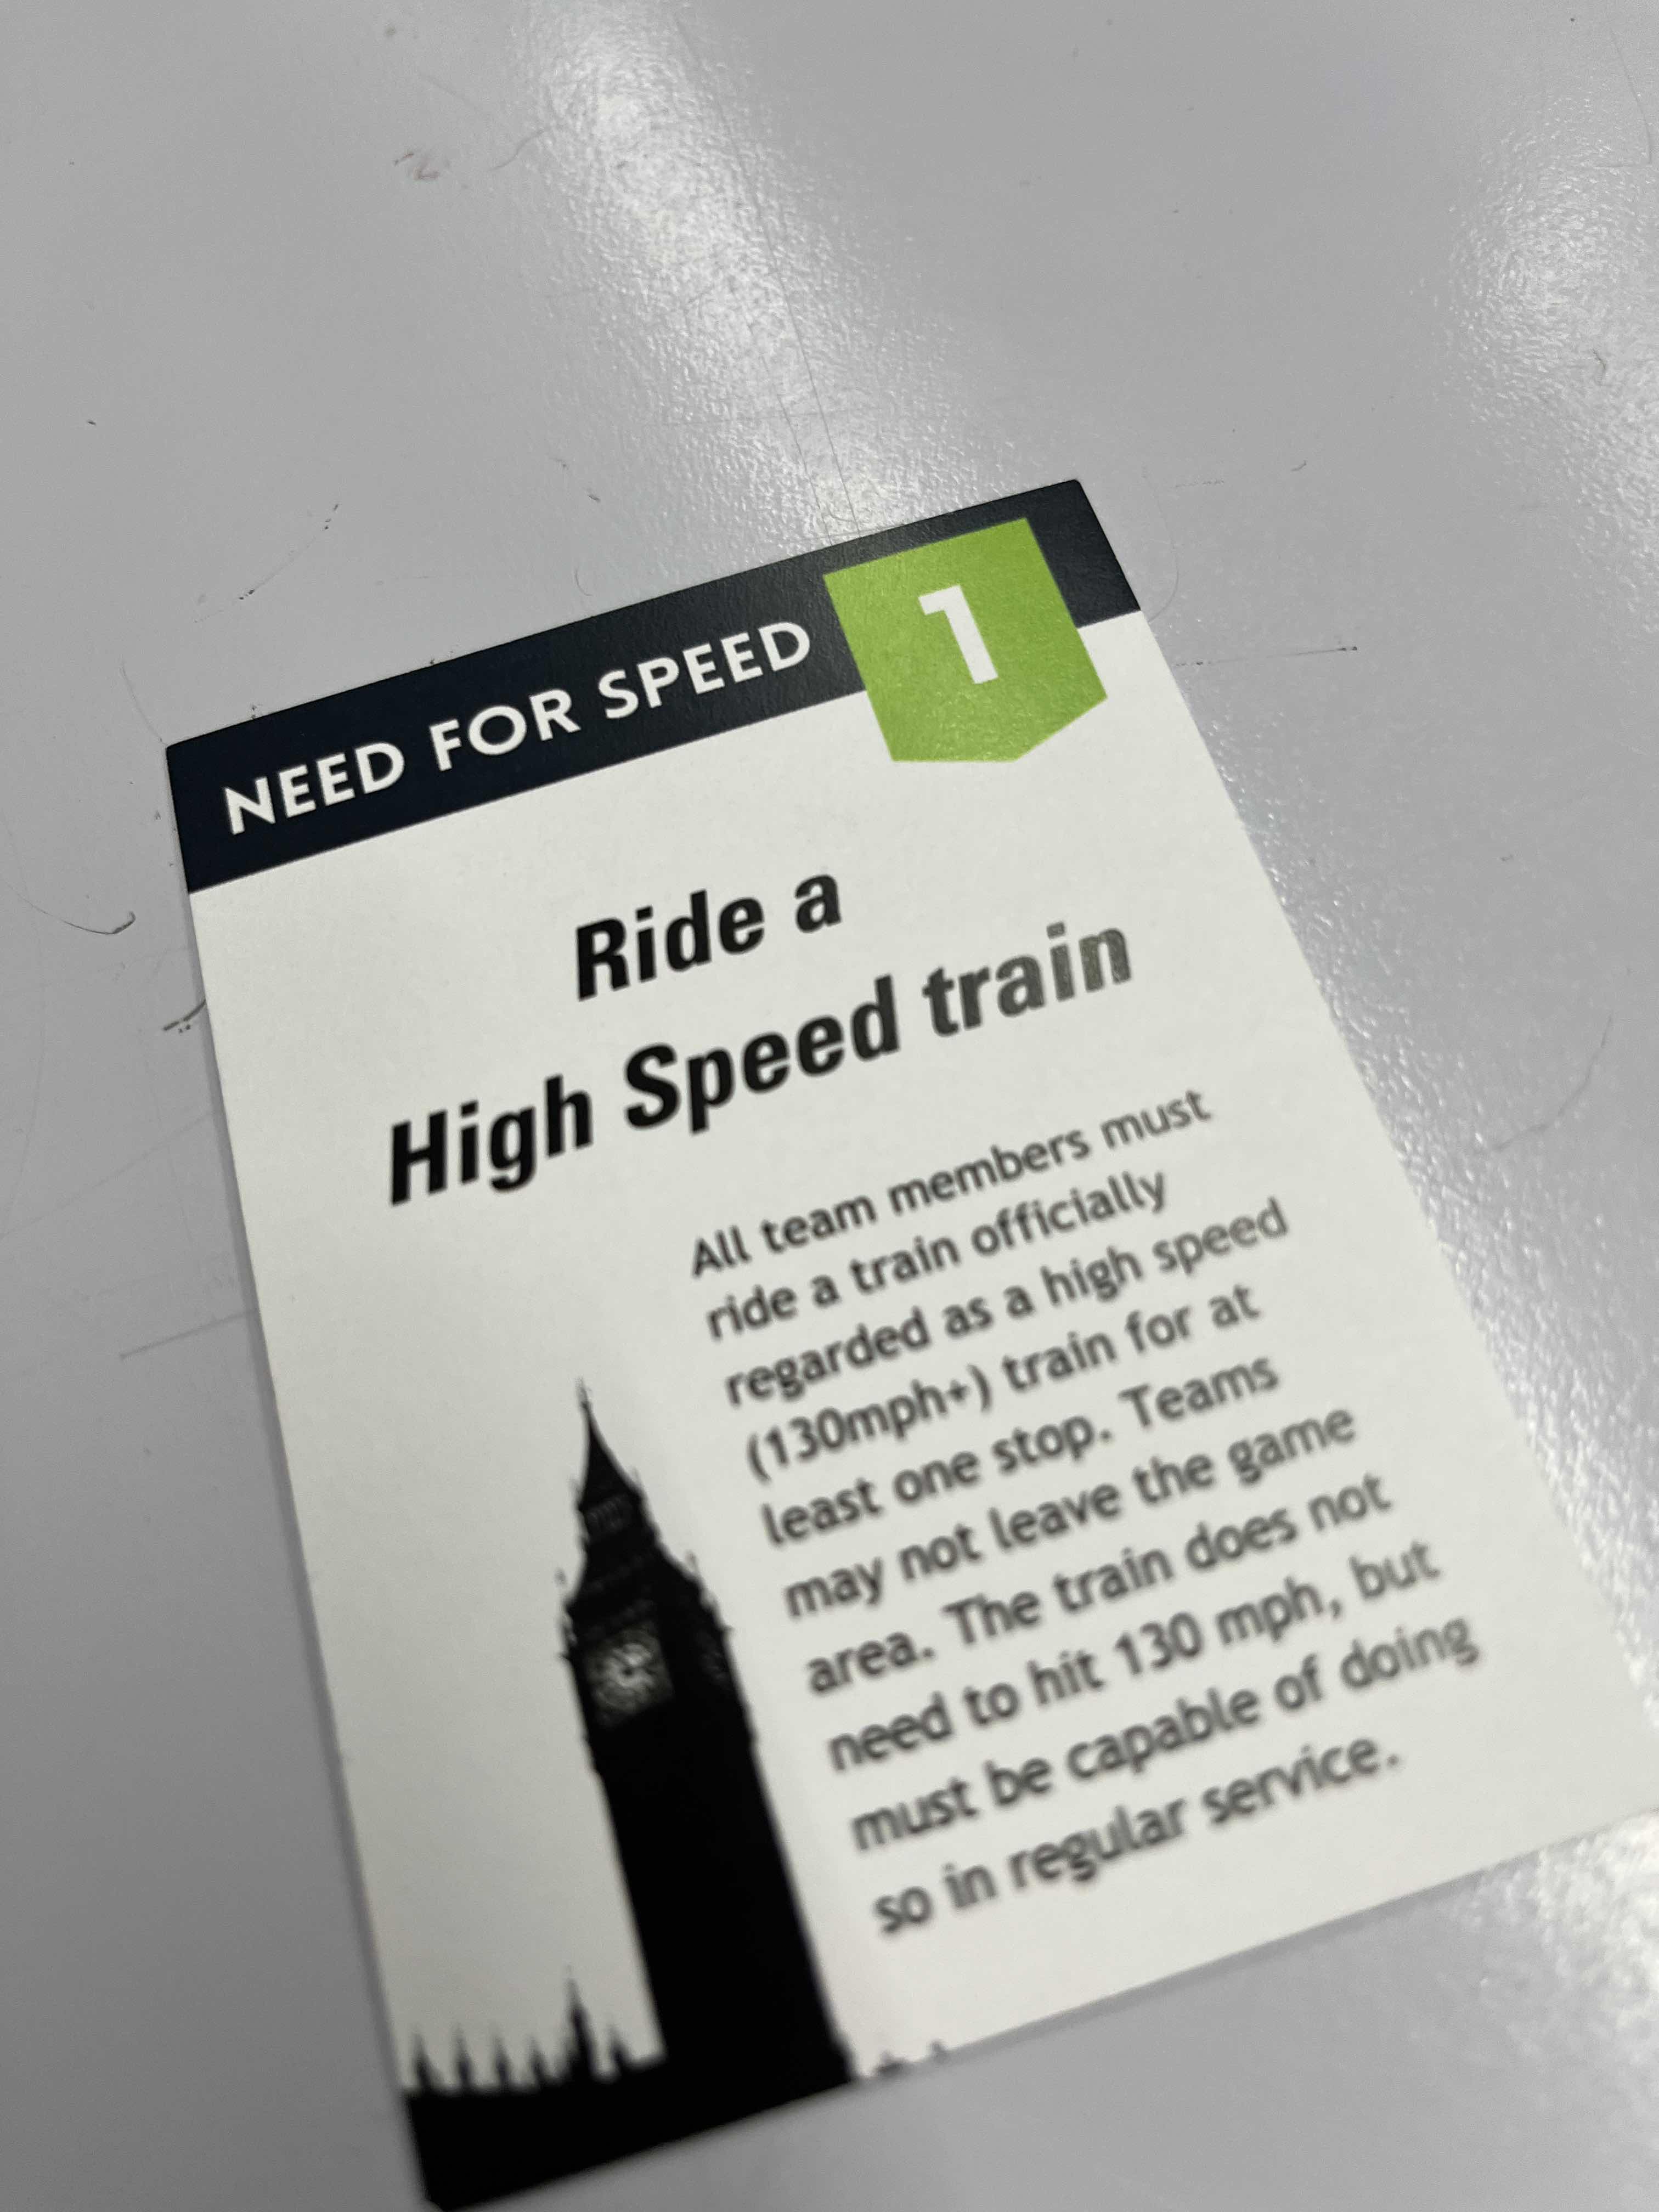 NEED FOR SPEED 1
Ride a
High Speed train
All team members must
ride a train officially
regarded as a high speed
(130mph+) train for at
least one stop. Teams
may not leave the game
area. The train does not
need to hit 130 mph, but
must be capable of doing
so in regular service.